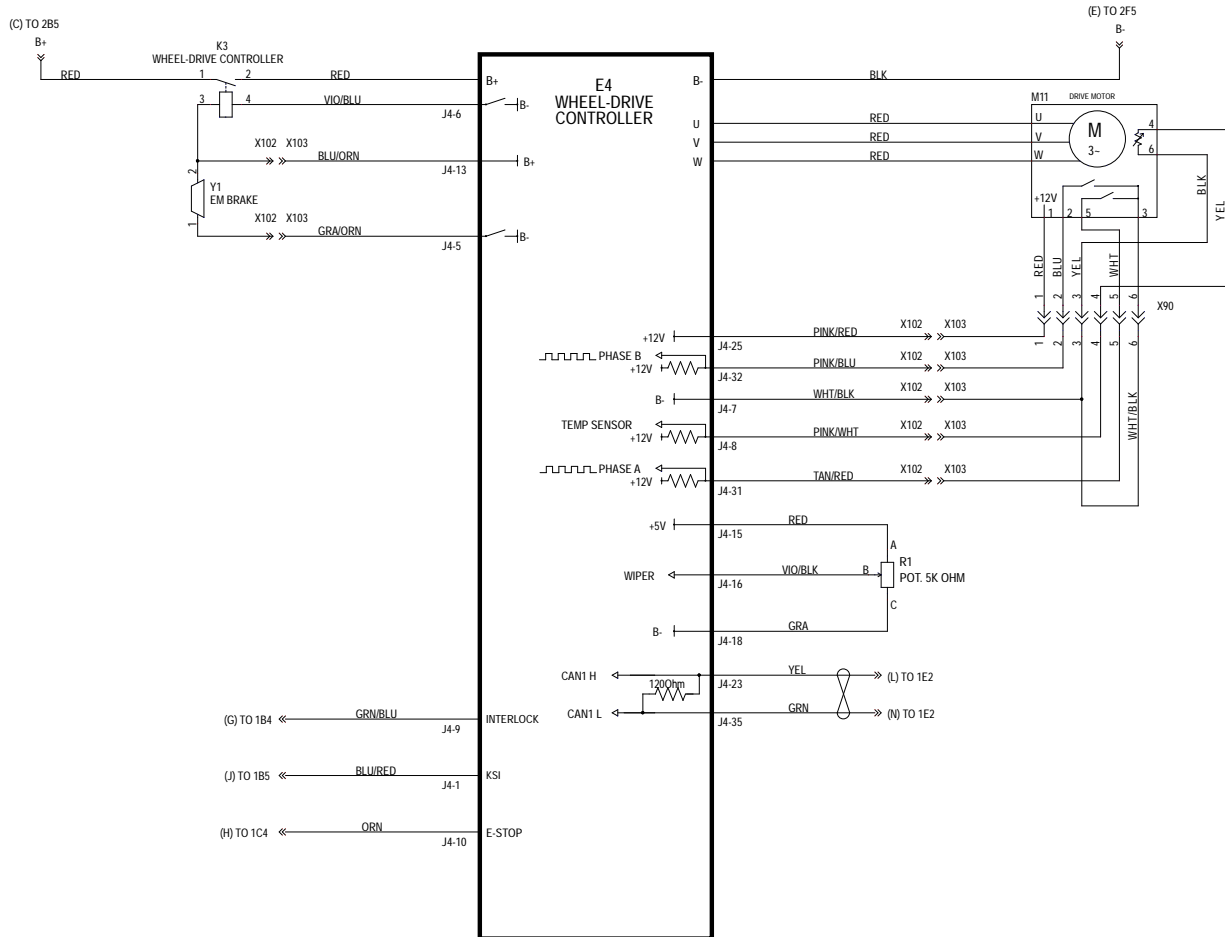 (C) TO 2B5
B+
RED
K3
WHEEL-DRIVE CONTROLLER
1
2
RED
3
4
VIO/BLU
J4-6
X102 X103
BLU/ORN
J4-13
2
Y1
EM BRAKE
1
X102 X103
GRA/ORN
J4-5
(G) TO 1B4
GRN/BLU
J4-9
(J) TO 1B5
BLU/RED
J4-1
(H) TO 1C4
ORN
J4-10
E4
WHEEL-DRIVE
CONTROLLER
B+
B-
B+
B-
INTERLOCK
KSI
E-STOP
B-
U
V
W
+12V
PHASE B
+12V
B-
TEMP SENSOR
+12V
PHASE A
+12V
+5V
WIPER
B-
CAN1 H
120Ohm
CAN1 L
(E) TO 2F5
B-
BLK
RED
RED
RED
M11
DRIVE MOTOR
U
V
W
M
3~
4
6
+12V
1
2
5
3
BLK
YEL
RED
BLU
YEL
WHT
1
2
3
4
5
6
X90
1
2
3
4
5
6
WHT/BLK
J4-25
PINK/RED
X102 X103
J4-32
PINK/BLU
X102 X103
J4-7
WHT/BLK
X102 X103
J4-8
PINK/WHT
X102 X103
J4-31
TAN/RED
X102 X103
J4-15
RED
A
J4-16
VIO/BLK
B
R1
POT. 5K OHM
C
J4-18
GRA
J4-23
YEL
(L) TO 1E2
J4-35
GRN
(N) TO 1E2